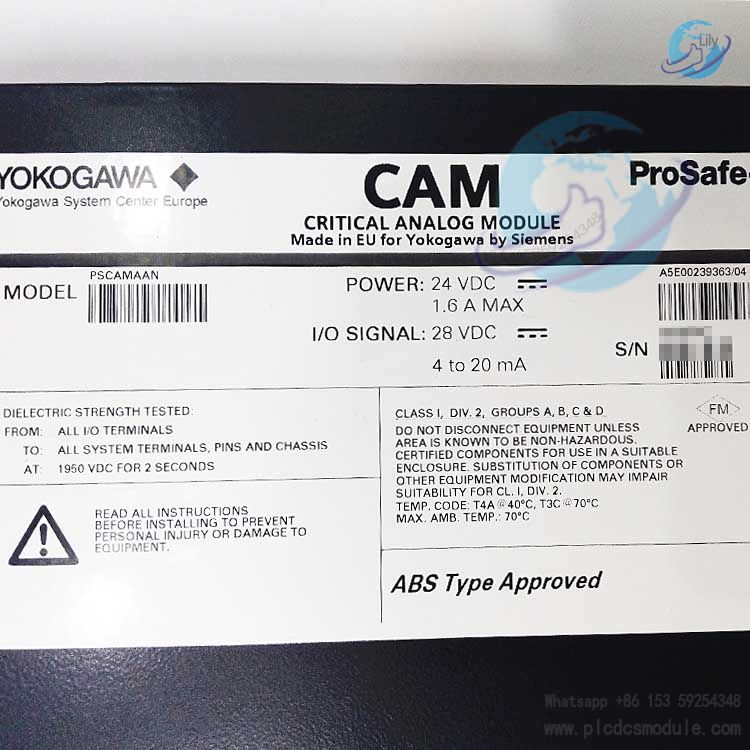 Lily
YOKOGAWA
Yokogawa System Center Europe
CAM
CRITICAL ANALOG MODULE
Made in EU for Yokogawa by Siemens
ProSafe-
MODEL
PSCAMAAN
POWER: 24 VDC
1.6 A MAX
I/O SIGNAL: 28 VDC
4 to 20 mA
A5E00239363/04
S/N
DIELECTRIC STRENGTH TESTED:
FROM: ALL I/O TERMINALS
TO: ALL SYSTEM TERMINALS, PINS AND CHASSIS
AT: 1950 VDC FOR 2 SECONDS
READ ALL INSTRUCTIONS
BEFORE INSTALLING TO PREVENT
PERSONAL INJURY OR DAMAGE TO
EQUIPMENT.
CLASS I, DIV. 2, GROUPS A, B, C & D
DO NOT DISCONNECT EQUIPMENT UNLESS
AREA IS KNOWN TO BE NON-HAZARDOUS.
CERTIFIED COMPONENTS FOR USE IN A SUITABLE
ENCLOSURE. SUBSTITUTION OF COMPONENTS OR
OTHER EQUIPMENT MODIFICATION MAY IMPAIR
SUITABILITY FOR CL. I, DIV. 2.
TEMP. CODE: T4A @ 40°C, T3C @ 70°C
MAX. AMB. TEMP.: 70°C
FM
APPROVED
ABS Type Approved
Whatsapp +86 153 59254348
www.plcdcsmodule.com